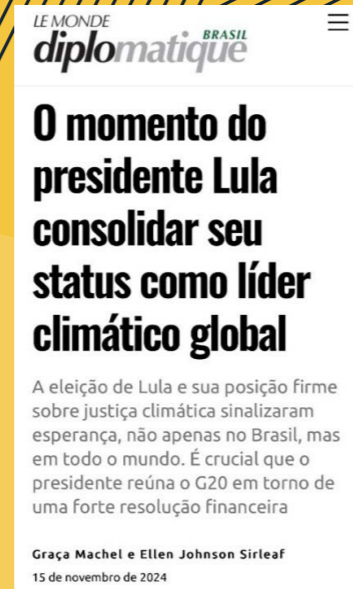 LE MONDE
diplomatique BRASIL
O momento do
presidente Lula
consolidar seu
status como líder
climático global
A eleição de Lula e sua posição firme
sobre justiça climática sinalizaram
esperança, não apenas no Brasil, mas
em todo o mundo. É crucial que o
presidente reúna o G20 em torno de
uma forte resolução financeira
Graça Machel e Ellen Johnson Sirleaf
15 de novembro de 2024